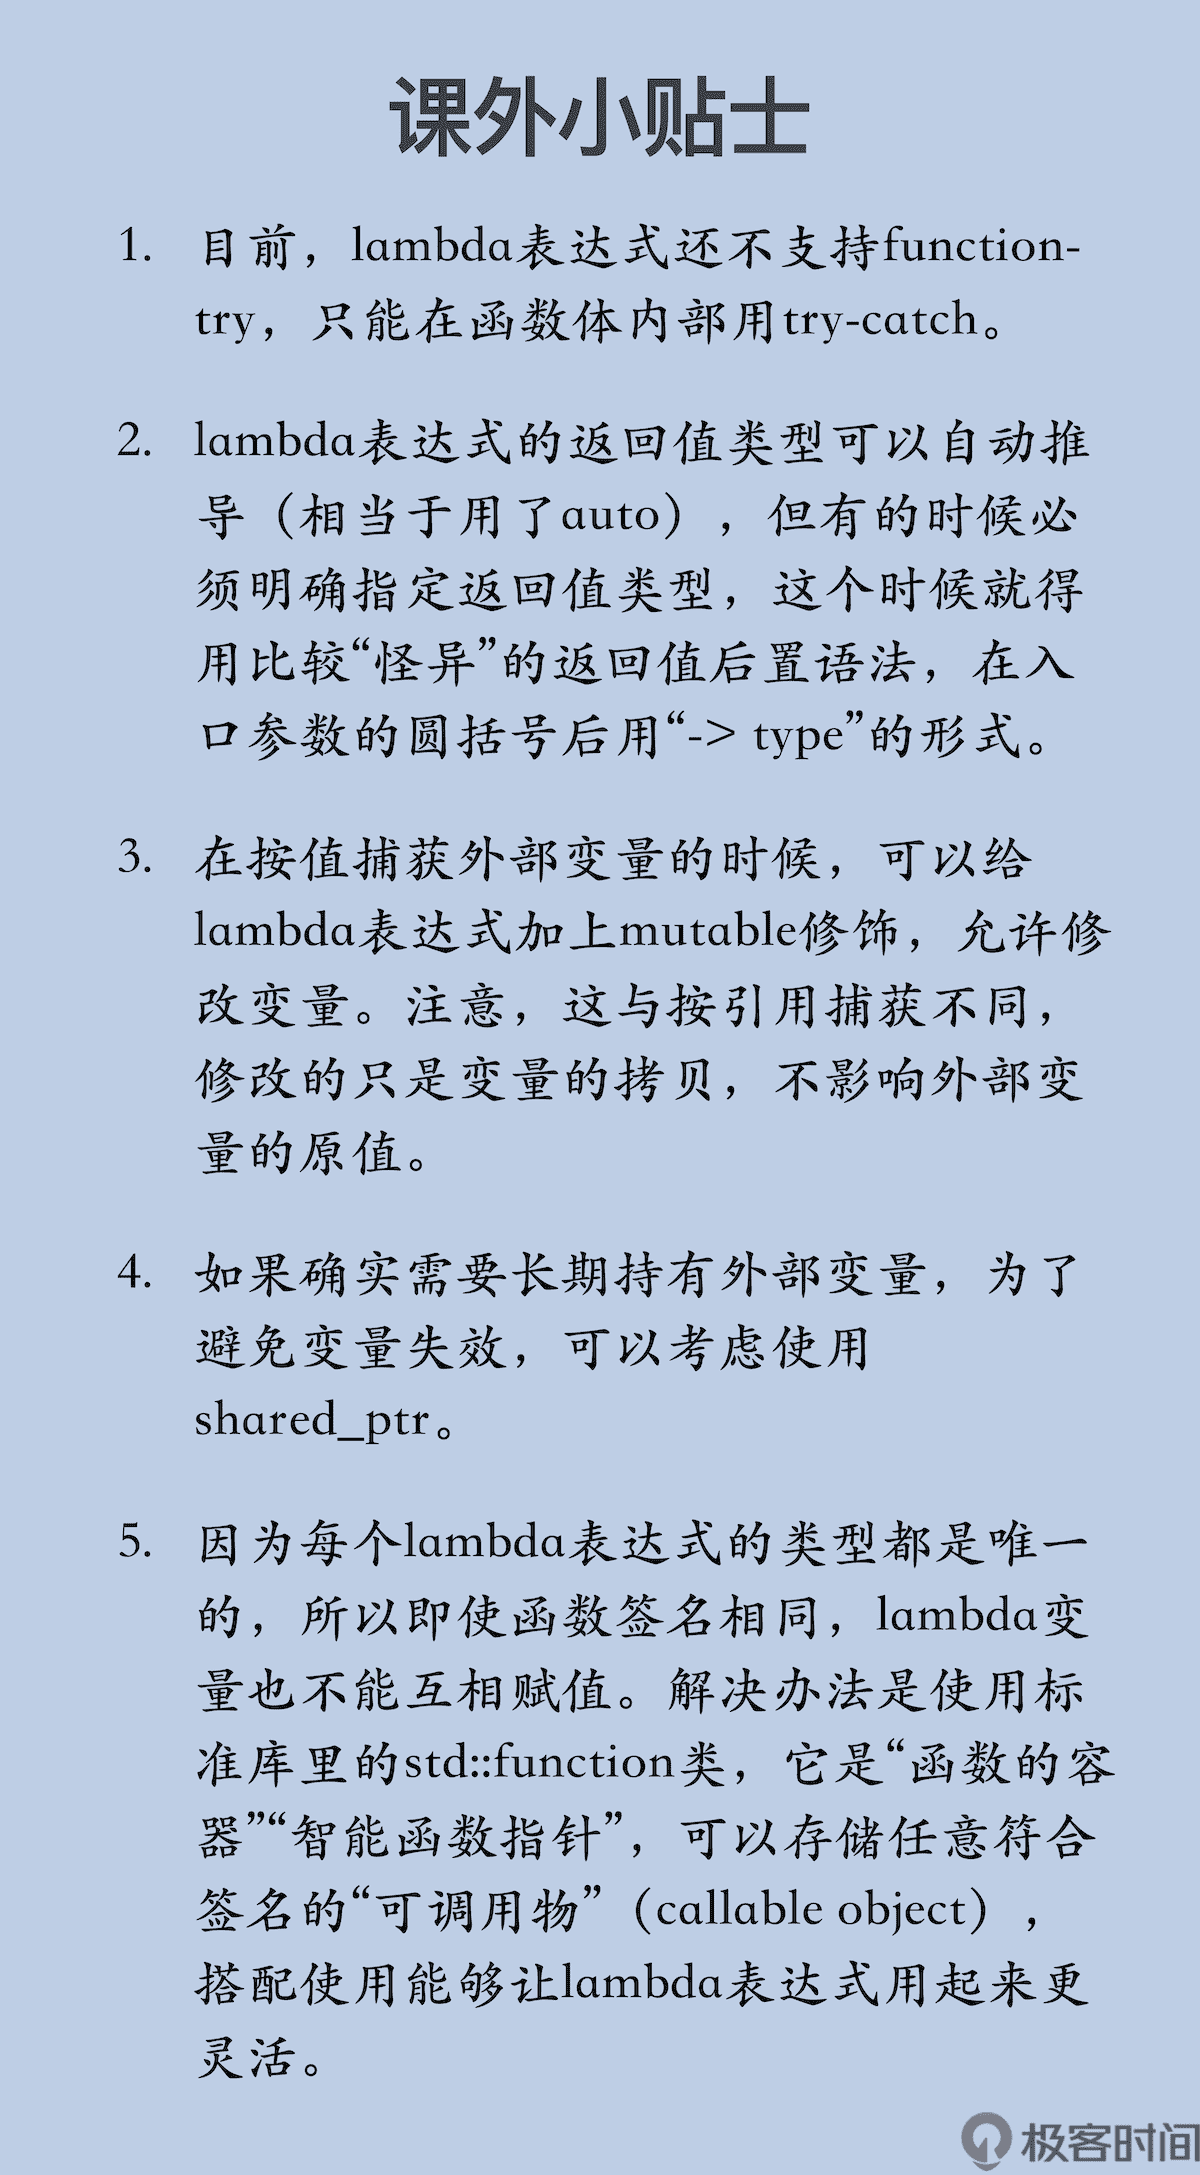 课外小贴士
1. 目前，lambda表达式还不支持function-
try，只能在函数体内部用try-catch。
2. lambda表达式的返回值类型可以自动推
导（相当于用了auto），但有的时候必
须明确指定返回值类型，这个时候就得
用比较“怪异”的返回值后置语法，在入
口参数的圆括号后用“-> type”的形式。
3. 在按值捕获外部变量的时候，可以给
lambda表达式加上mutable修饰，允许修
改变量。注意，这与按引用捕获不同，
修改的只是变量的拷贝，不影响外部变
量的原值。
4. 如果确实需要长期持有外部变量，为了
避免变量失效，可以考虑使用
shared_ptr。
5. 因为每个lambda表达式的类型都是唯一
的，所以即使函数签名相同，lambda变
量也不能互相赋值。解决办法是使用标
准库里的std::function类，它是“函数的容
器”“智能函数指针”，可以存储任意符合
签名的“可调用物”（callable object），
搭配使用能够让lambda表达式用起来更
灵活。
极客时间